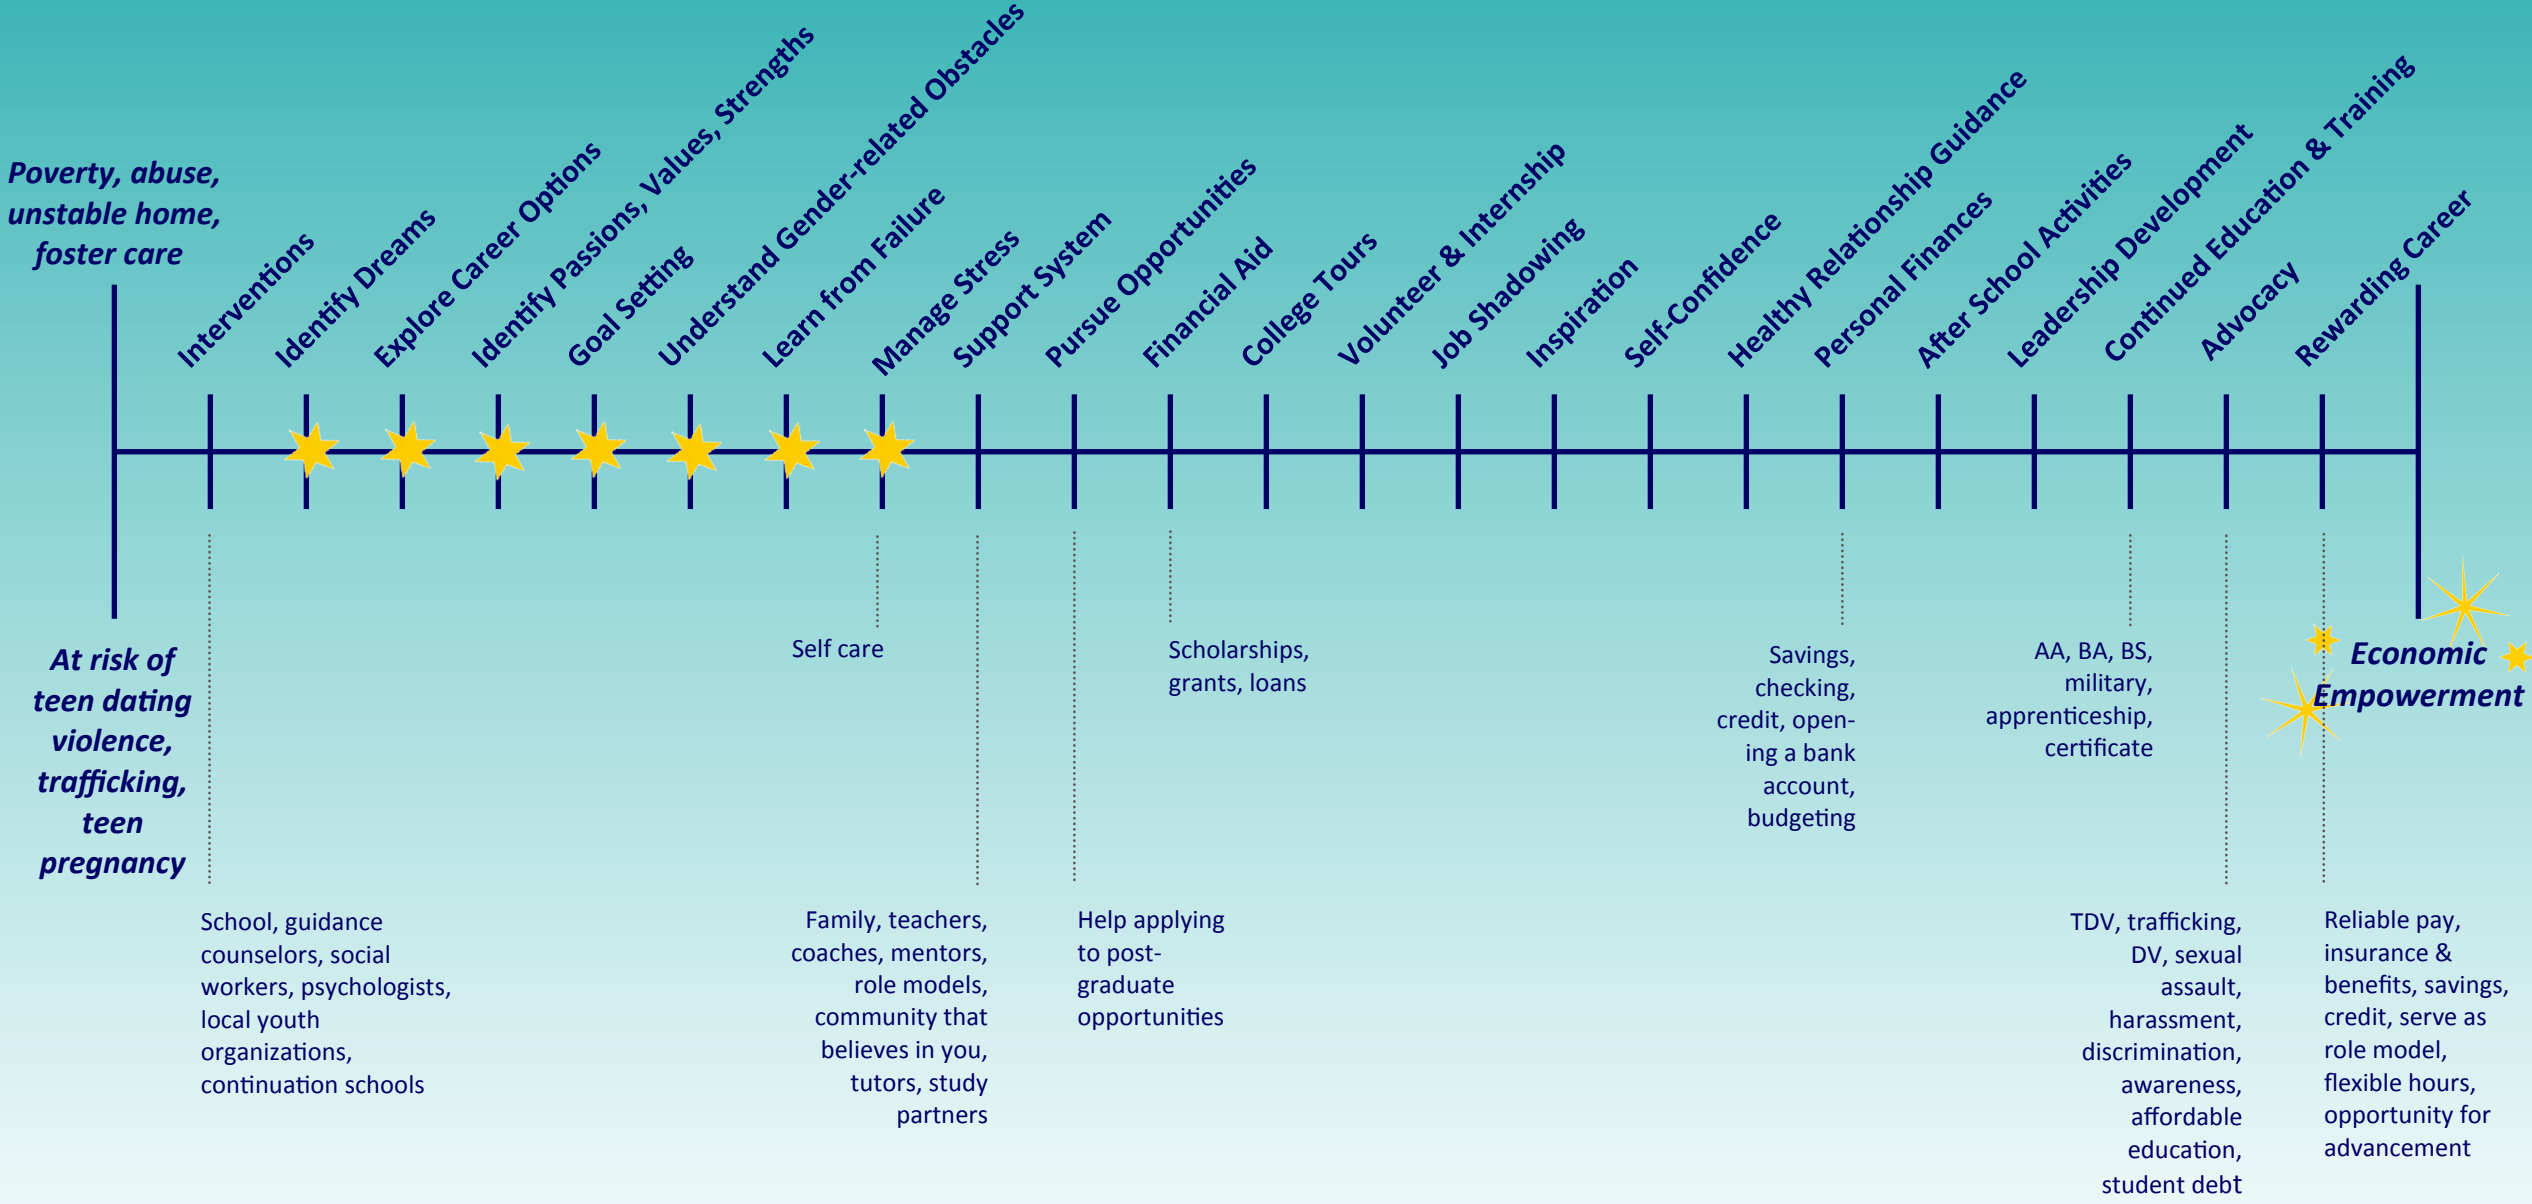 Poverty, abuse,
unstable home,
foster care
Interventions
Identify Dreams
Explore Career Options
Identify Passions, Values, Strengths
Goal Setting
Understand Gender-related Obstacles
Learn from Failure
Manage Stress
Support System
Pursue Opportunities
Financial Aid
College Tours
Volunteer & Internship
Job Shadowing
Inspiration
Self-Confidence
Healthy Relationship Guidance
Personal Finances
After School Activities
Leadership Development
Continued Education & Training
Advocacy
Rewarding Career
At risk of
teen dating
violence,
trafficking,
teen
pregnancy
School, guidance
counselors, social
workers, psychologists,
local youth
organizations,
continuation schools
Self care
Family, teachers,
coaches, mentors,
role models,
community that
believes in you,
tutors, study
partners
Help applying
to post-
graduate
opportunities
Scholarships,
grants, loans
Savings,
checking,
credit, open-
ing a bank
account,
budgeting
AA, BA, BS,
military,
apprenticeship,
certificate
TDV, trafficking,
DV, sexual
assault,
harassment,
discrimination,
awareness,
affordable
education,
student debt
Reliable pay,
insurance &
benefits, savings,
credit, serve as
role model,
flexible hours,
opportunity for
advancement
Economic
Empowerment